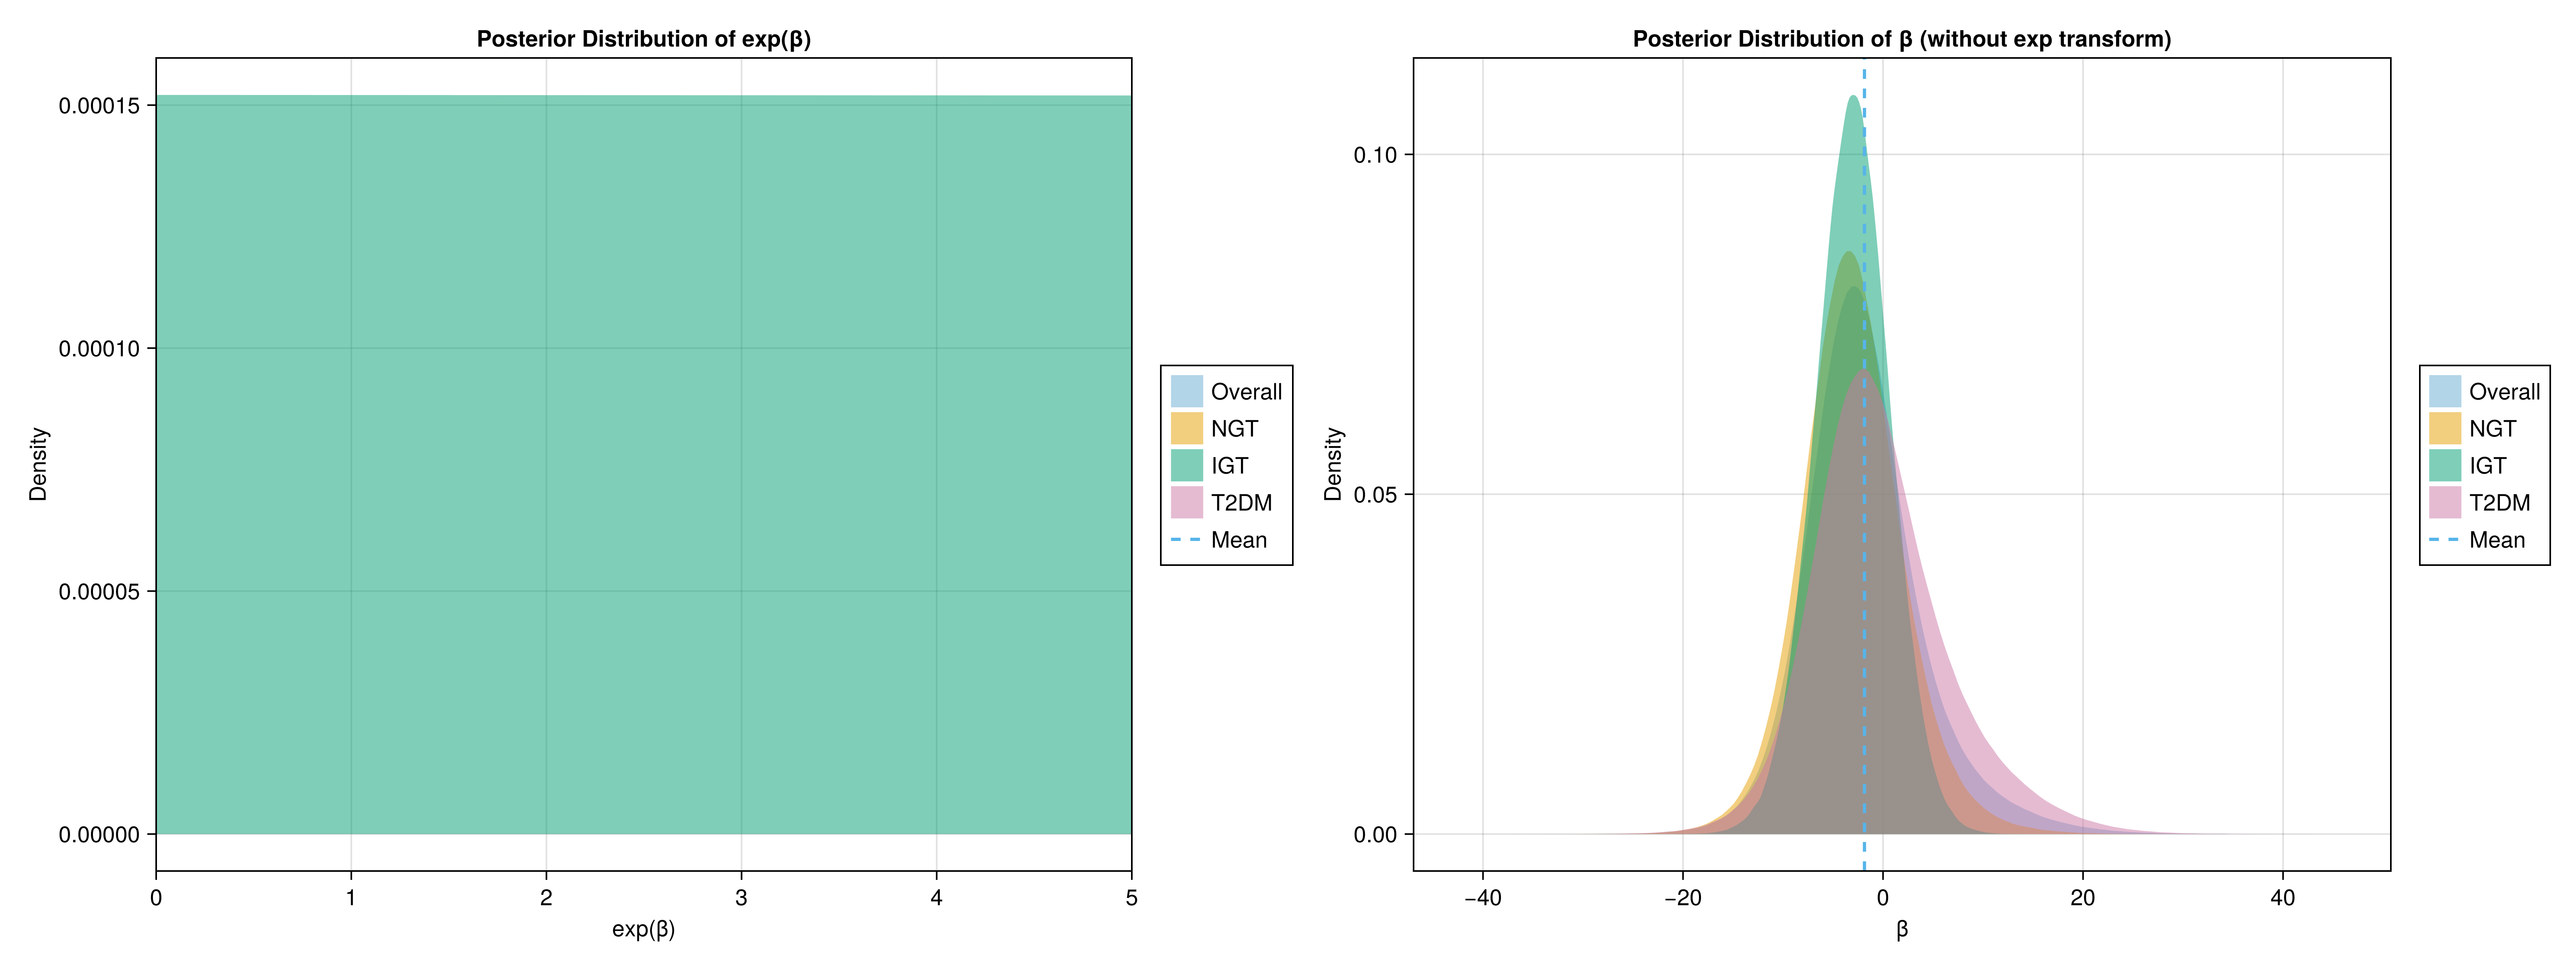 Posterior Distribution of exp(β)
0.00015
0.00010
0.00005
0.00000
Density
0
1
2
3
4
5
exp(β)
Overall
NGT
IGT
T2DM
Mean
Posterior Distribution of β (without exp transform)
0.10
0.05
0.00
Density
−40
−20
0
20
40
β
Overall
NGT
IGT
T2DM
Mean